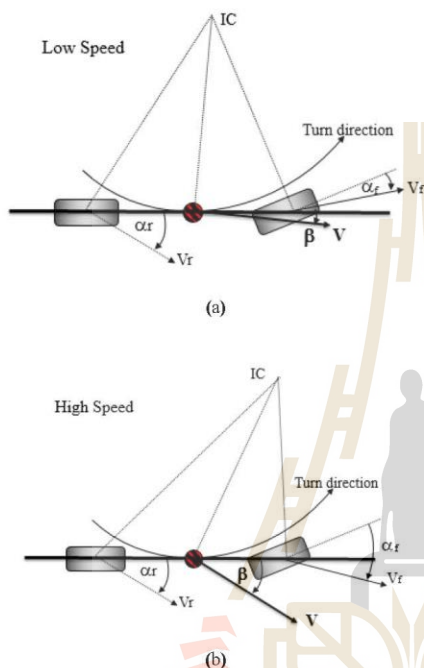 IC
Low Speed
Turn direction
αf
Vf
αr
β
V
Vr
(a)
IC
High Speed
Turn direction
αf
αr
Vf
β
Vr
V
(b)